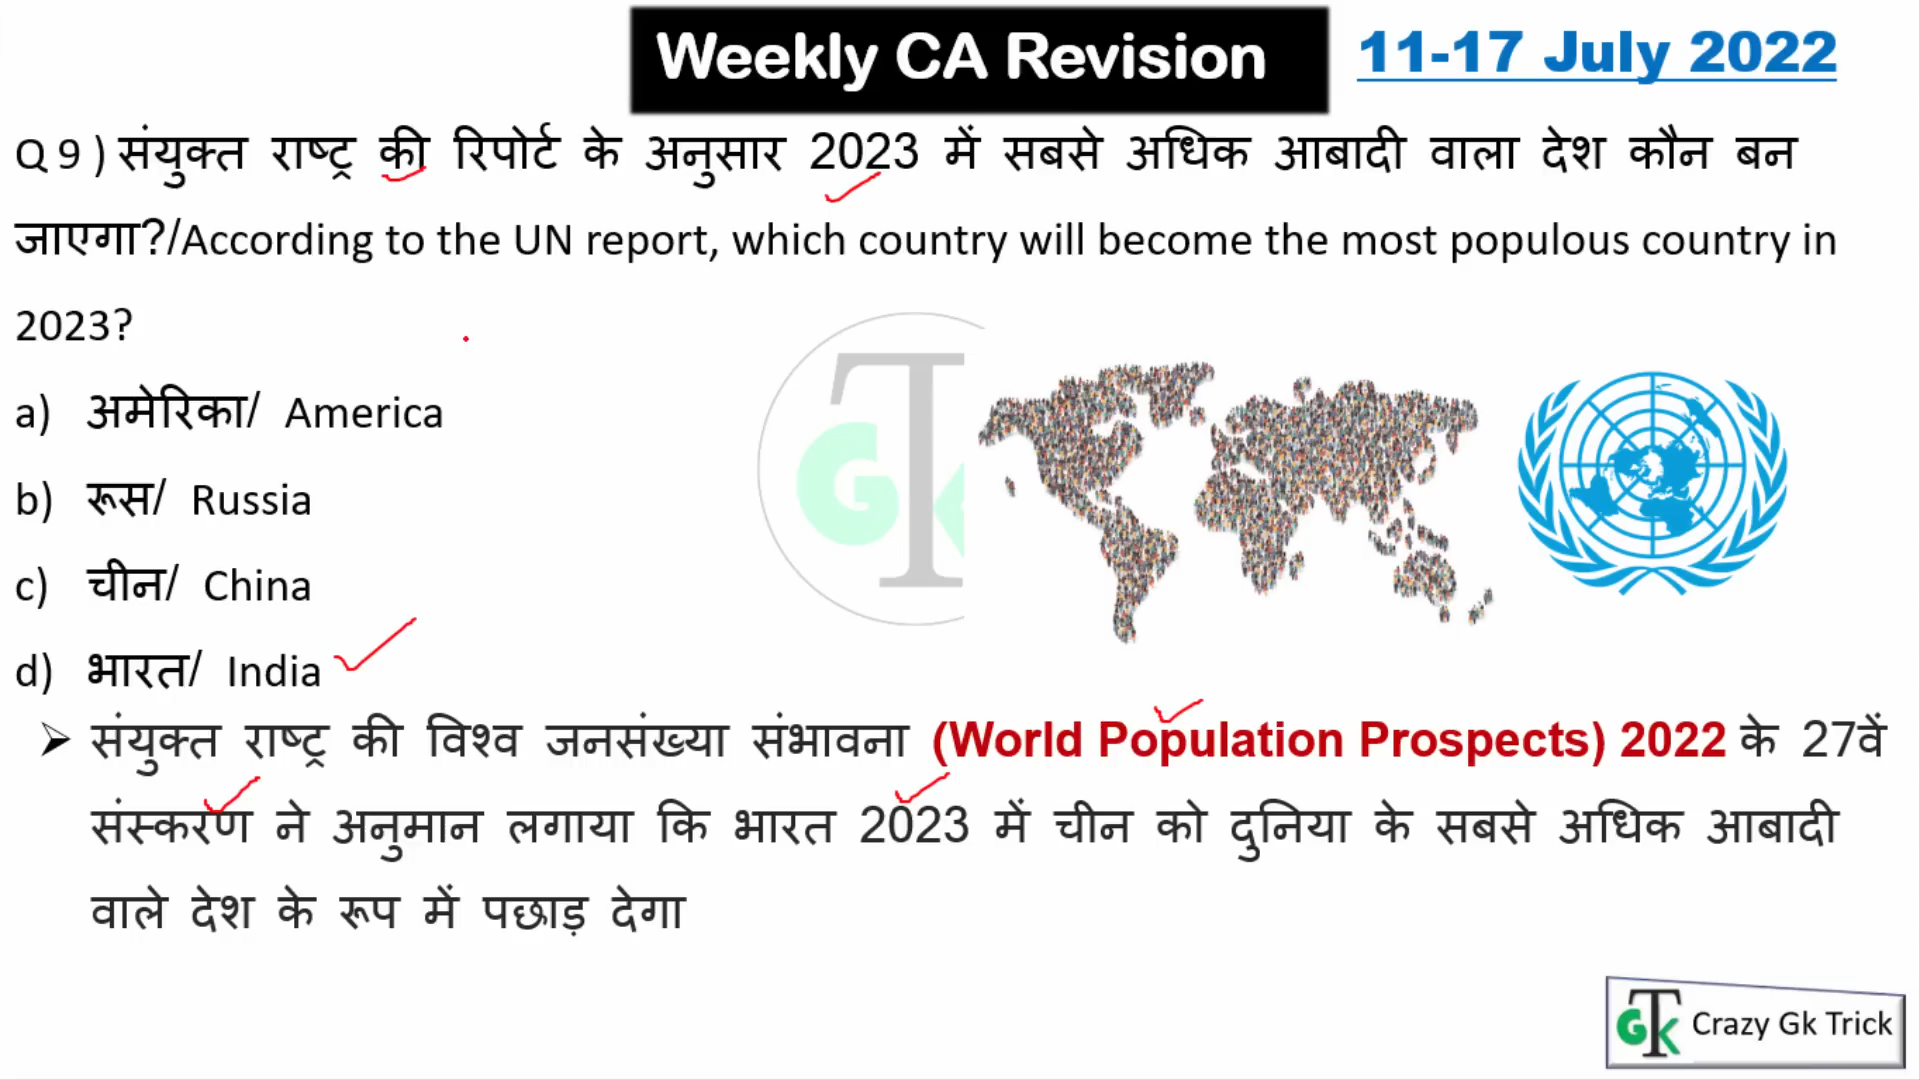 Weekly CA Revision
11-17 July 2022
Q 9 ) संयुक्त राष्ट्र की रिपोर्ट के अनुसार 2023 में सबसे अधिक आबादी वाला देश कौन बन
जाएगा?/According to the UN report, which country will become the most populous country in
2023?
a) अमेरिका/ America
b) रूस/ Russia
c) चीन/ China
d) भारत/ India
➢ संयुक्त राष्ट्र की विश्व जनसंख्या संभावना (World Population Prospects) 2022 के 27वें
संस्करण ने अनुमान लगाया कि भारत 2023 में चीन को दुनिया के सबसे अधिक आबादी
वाले देश के रूप में पछाड़ देगा
GTK
GTK Crazy Gk Trick